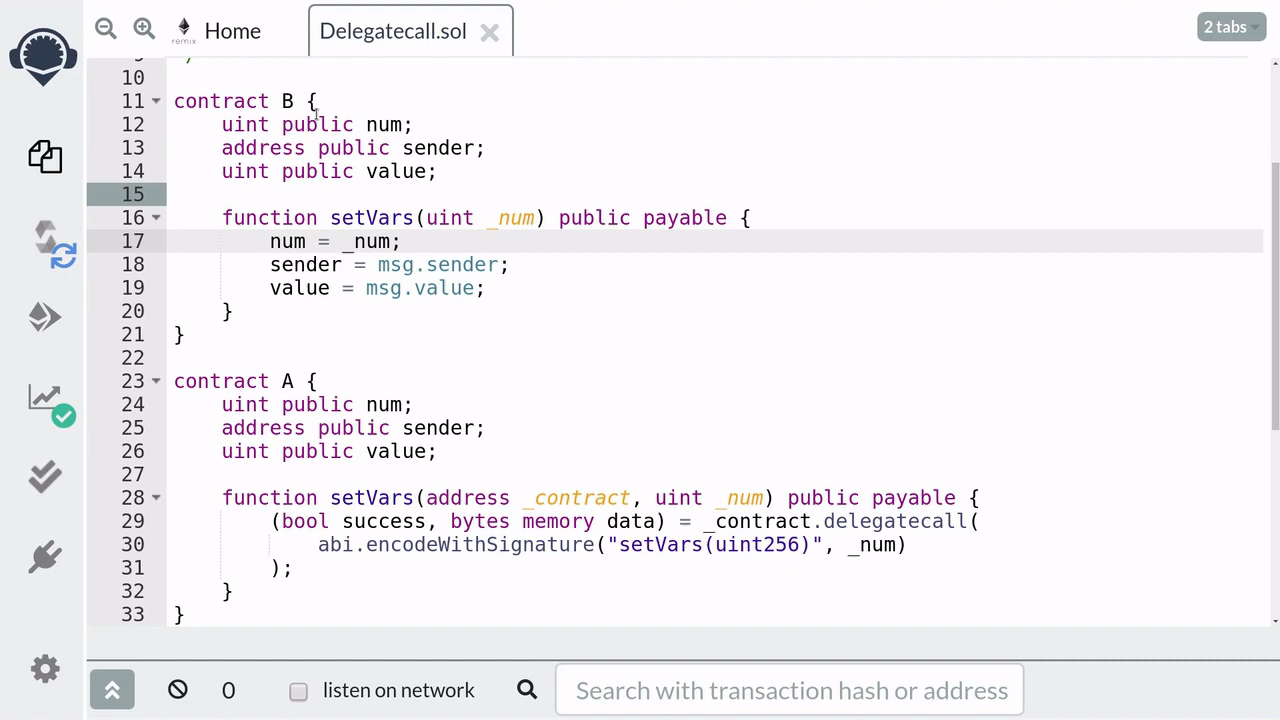 remix
Home
Delegatecall.sol
2 tabs
10
11 contract B {
12     uint public num;
13     address public sender;
14     uint public value;
15
16     function setVars(uint _num) public payable {
17         num = _num;
18         sender = msg.sender;
19         value = msg.value;
20     }
21 }
22
23 contract A {
24     uint public num;
25     address public sender;
26     uint public value;
27
28     function setVars(address _contract, uint _num) public payable {
29         (bool success, bytes memory data) = _contract.delegatecall(
30             abi.encodeWithSignature("setVars(uint256)", _num)
31         );
32     }
33 }
0
listen on network
Search with transaction hash or address